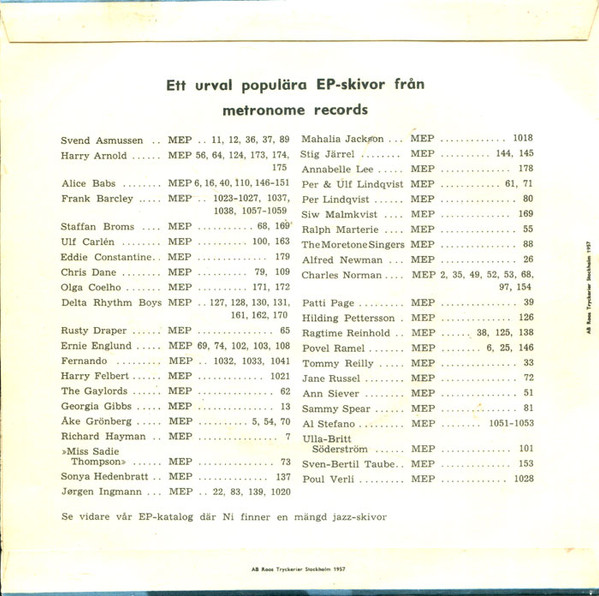 Ett urval populära EP-skivor från
metronome records
Svend Asmussen .. MEP .. 11, 12, 36, 37, 89
Harry Arnold ...... MEP 56, 64, 124, 173, 174,
175
Alice Babs ........ MEP 6, 16, 40, 110, 146-151
Frank Barcley .... MEP .. 1023-1027, 1037,
1038, 1057-1059
Staffan Broms .... MEP ........... 68, 169
Ulf Carlén ........ MEP .......... 100, 163
Eddie Constantine.. MEP .............. 179
Chris Dane ........ MEP .......... 79, 109
Olga Coelho ....... MEP .......... 171, 172
Delta Rhythm Boys MEP .. 127, 128, 130, 131,
161, 162, 170
Rusty Draper ...... MEP ............... 65
Ernie Englund .... MEP 69, 74, 102, 103, 108
Fernando ........ MEP .. 1032, 1033, 1041
Harry Felbert ..... MEP ............. 1021
The Gaylords ...... MEP ............... 62
Georgia Gibbs .... MEP ............... 13
Åke Grönberg .... MEP .......... 5, 54, 70
Richard Hayman .. MEP ................ 7
»Miss Sadie
Thompson» ...... MEP ............... 73
Sonya Hedenbratt .. MEP .............. 137
Jørgen Ingmann ... MEP .. 22, 83, 139, 1020
Mahalia Jackson ... MEP ............. 1018
Stig Järrel ........ MEP .......... 144, 145
Annabelle Lee ..... MEP .............. 178
Per & Ulf Lindqvist MEP ........... 61, 71
Per Lindqvist ...... MEP ............... 80
Siw Malmkvist .... MEP .............. 169
Ralph Marterie .... MEP ............... 55
The Moretone Singers MEP ............... 88
Alfred Newman ... MEP ............... 26
Charles Norman .... MEP 2, 35, 49, 52, 53, 68,
97, 154
Patti Page ........ MEP ............... 39
Hilding Pettersson . MEP .............. 126
Ragtime Reinhold .. MEP ...... 38, 125, 138
Povel Ramel ....... MEP ....... 6, 25, 146
Tommy Reilly ..... MEP ............... 33
Jane Russel ....... MEP ............... 72
Ann Siever ........ MEP ............... 51
Sammy Spear ..... MEP ............... 81
Al Stefano ........ MEP ........ 1051-1053
Ulla-Britt
Söderström ...... MEP .............. 101
Sven-Bertil Taube.. MEP .............. 153
Poul Verli ......... MEP ............. 1028
Se vidare vår EP-katalog där Ni finner en mängd jazz-skivor
AB Roos Tryckerier Stockholm 1957
AB Roos Tryckerier Stockholm 1957